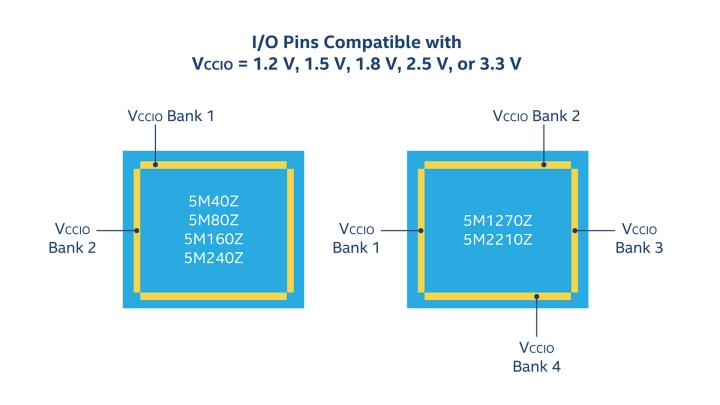 I/O Pins Compatible with
VCCIO = 1.2 V, 1.5 V, 1.8 V, 2.5 V, or 3.3 V
VCCIO Bank 1
5M40Z
5M80Z
5M160Z
5M240Z
VCCIO
Bank 2
VCCIO Bank 2
5M1270Z
5M2210Z
VCCIO
Bank 1
VCCIO
Bank 3
VCCIO
Bank 4